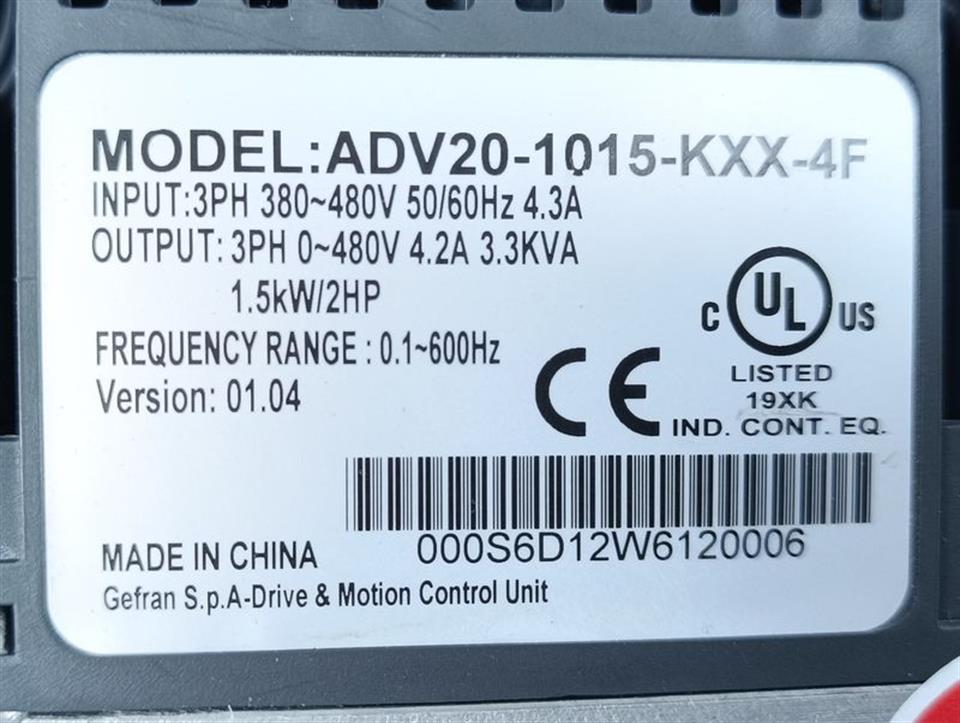 MODEL:ADV20-1015-KXX-4F
INPUT:3PH 380~480V 50/60Hz 4.3A
OUTPUT: 3PH 0~480V 4.2A 3.3KVA
1.5kW/2HP
FREQUENCY RANGE : 0.1~600Hz
Version: 01.04
C UL US
LISTED
19XK
IND. CONT. EQ.
CE
000S6D12W6120006
MADE IN CHINA
Gefran S.p.A-Drive & Motion Control Unit